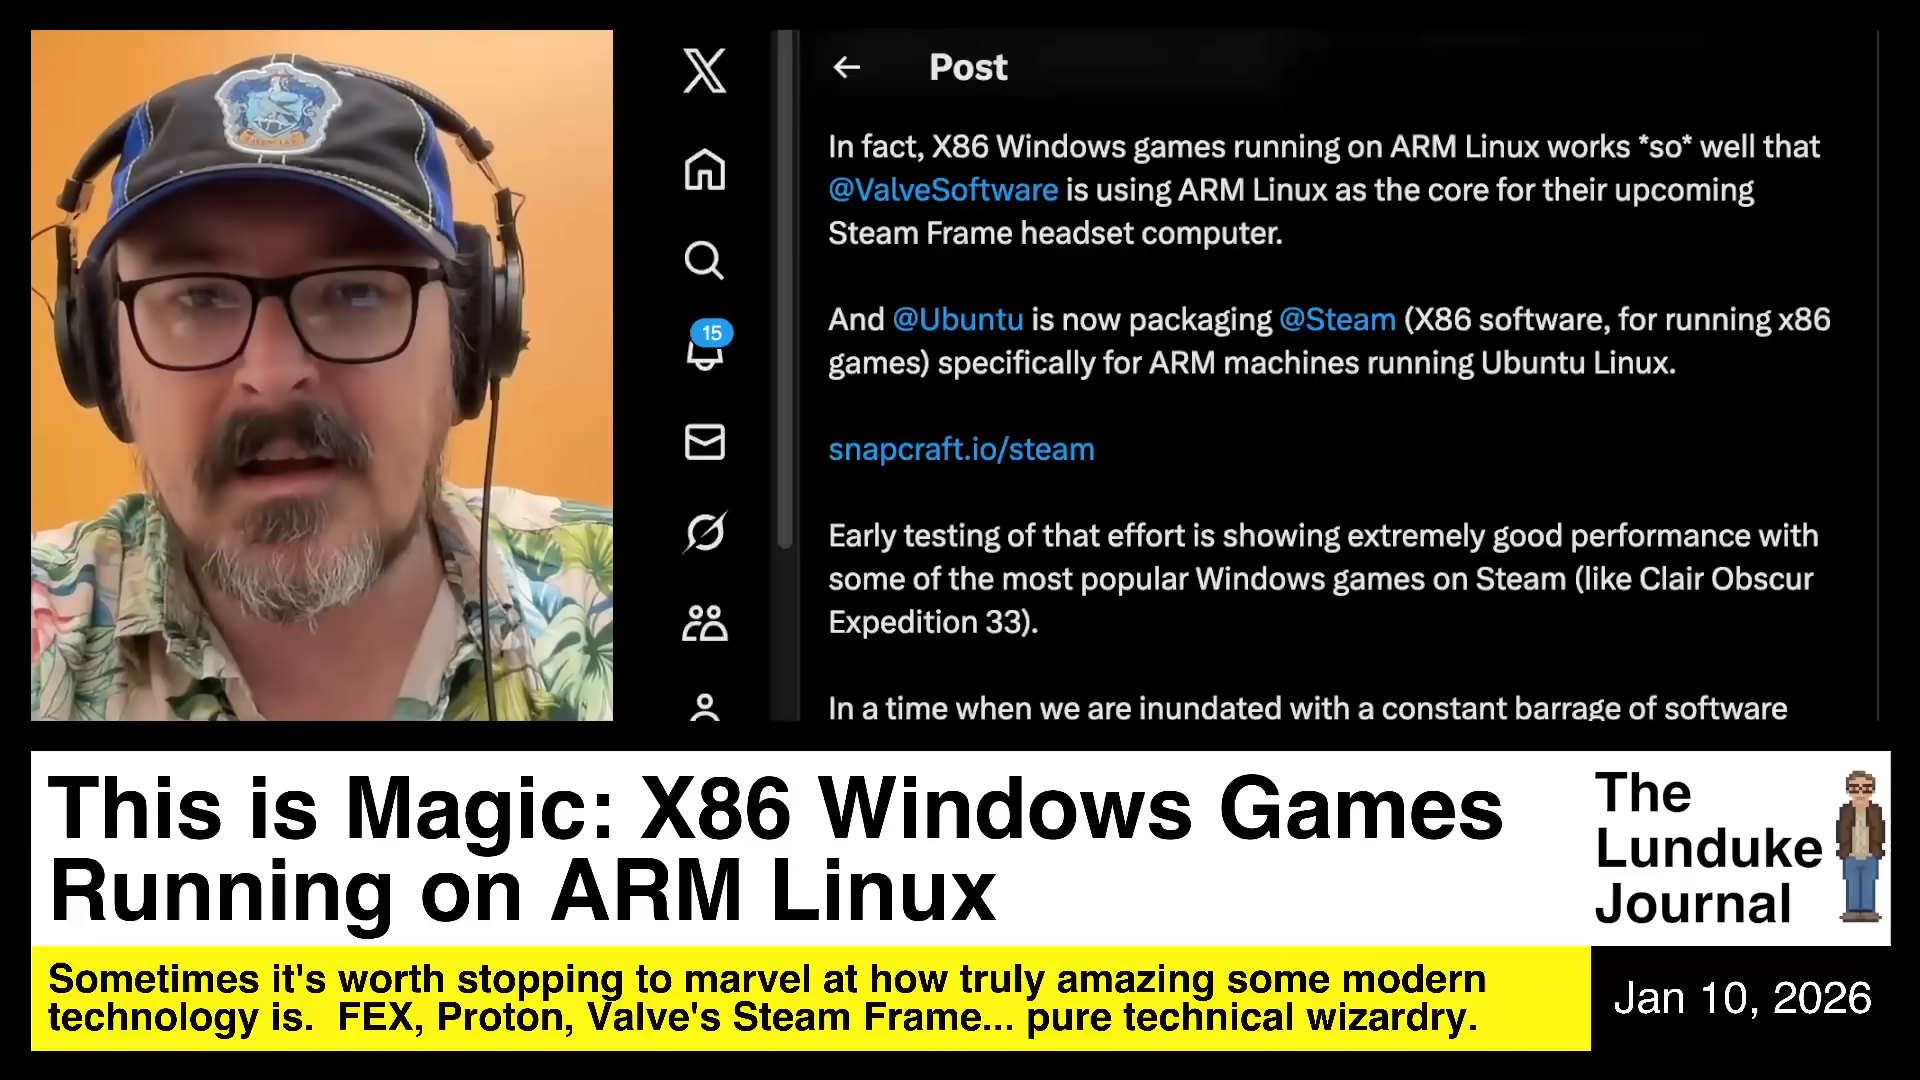 Post
In fact, X86 Windows games running on ARM Linux works *so* well that
@ValveSoftware is using ARM Linux as the core for their upcoming
Steam Frame headset computer.
15
And @Ubuntu is now packaging @Steam (X86 software, for running x86
games) specifically for ARM machines running Ubuntu Linux.
snapcraft.io/steam
Early testing of that effort is showing extremely good performance with
some of the most popular Windows games on Steam (like Clair Obscur
Expedition 33).
In a time when we are inundated with a constant barrage of software
This is Magic: X86 Windows Games
Running on ARM Linux
The
Lunduke
Journal
Sometimes it's worth stopping to marvel at how truly amazing some modern
technology is. FEX, Proton, Valve's Steam Frame... pure technical wizardry.
Jan 10, 2026